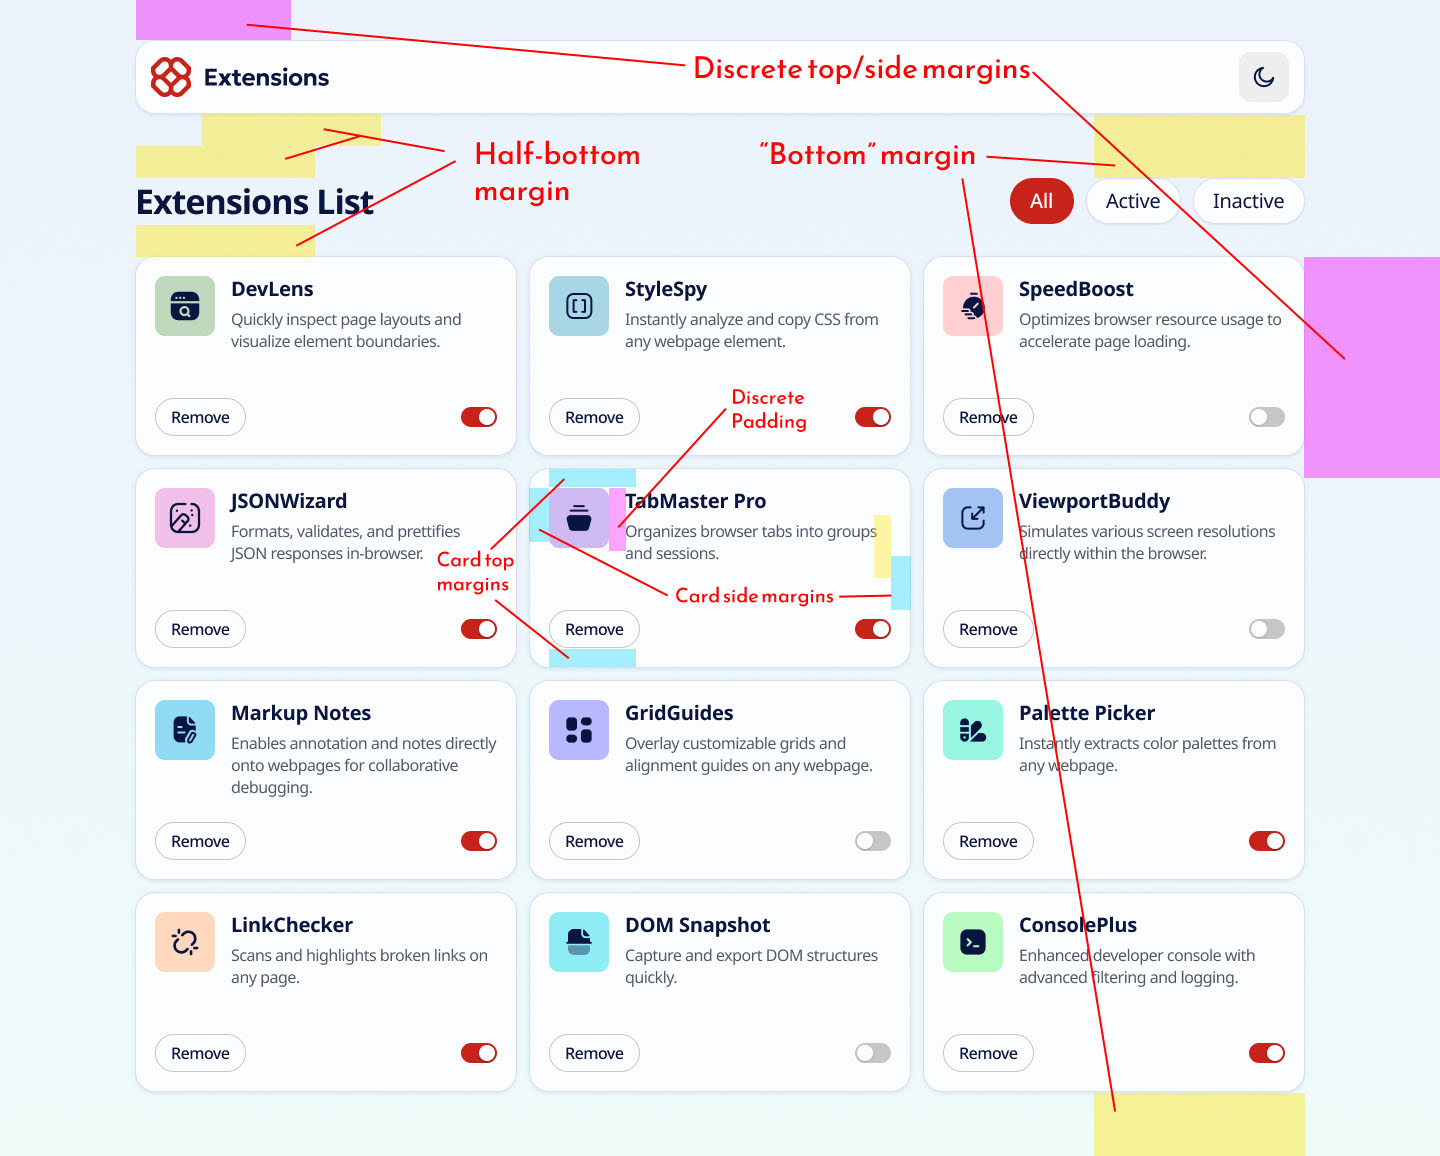 Extensions
Discrete top/side margins
Half-bottom
margin
“Bottom” margin
Extensions List
All
Active
Inactive
DevLens
Quickly inspect page layouts and
visualize element boundaries.
Remove
StyleSpy
Instantly analyze and copy CSS from
any webpage element.
Discrete
Padding
Remove
SpeedBoost
Optimizes browser resource usage to
accelerate page loading.
Remove
JSONWizard
Formats, validates, and prettifies
JSON responses in-browser.
Card top
margins
Remove
TabMaster Pro
Organizes browser tabs into groups
and sessions.
Card side margins
Remove
ViewportBuddy
Simulates various screen resolutions
directly within the browser.
Remove
Markup Notes
Enables annotation and notes directly
onto webpages for collaborative
debugging.
Remove
GridGuides
Overlay customizable grids and
alignment guides on any webpage.
Remove
Palette Picker
Instantly extracts color palettes from
any webpage.
Remove
LinkChecker
Scans and highlights broken links on
any page.
Remove
DOM Snapshot
Capture and export DOM structures
quickly.
Remove
ConsolePlus
Enhanced developer console with
advanced filtering and logging.
Remove